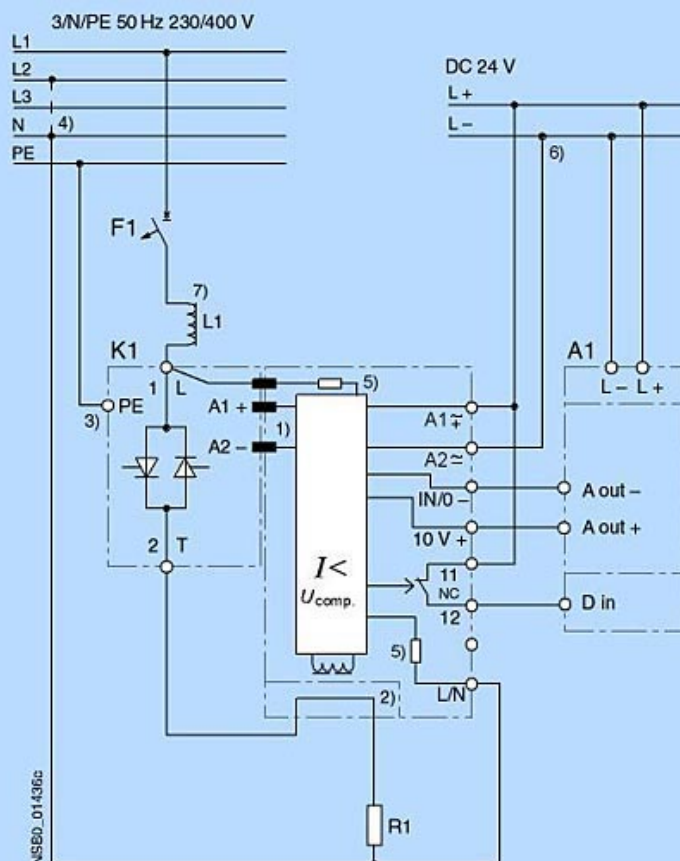 3/N/PE 50 Hz 230/400 V
L1
L2
L3
N
4)
PE
DC 24 V
L +
L –
6)
F1
7)
L1
K1
A1
1
L
5)
L – L +
3)
PE
A1 +
1)
A1 ≂ +
A2 –
A2 ≃
IN/0 –
A out –
10 V +
A out +
2
T
11
I<
NC
U comp.
12
D in
5)
2)
L/N
R1
NSB0_01436c